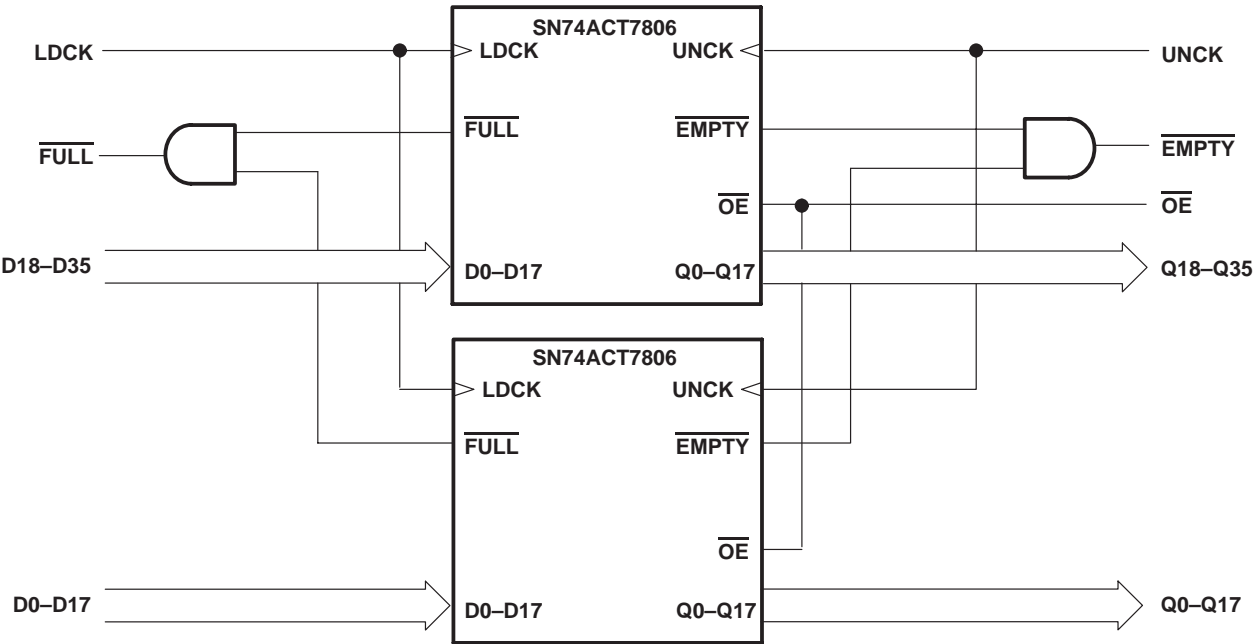 SN74ACT7806
LDCK
LDCK
UNCK
UNCK
FULL
FULL
EMPTY
EMPTY
OE
OE
D18–D35
D0–D17
Q0–Q17
Q18–Q35
SN74ACT7806
LDCK
UNCK
FULL
EMPTY
OE
D0–D17
D0–D17
Q0–Q17
Q0–Q17